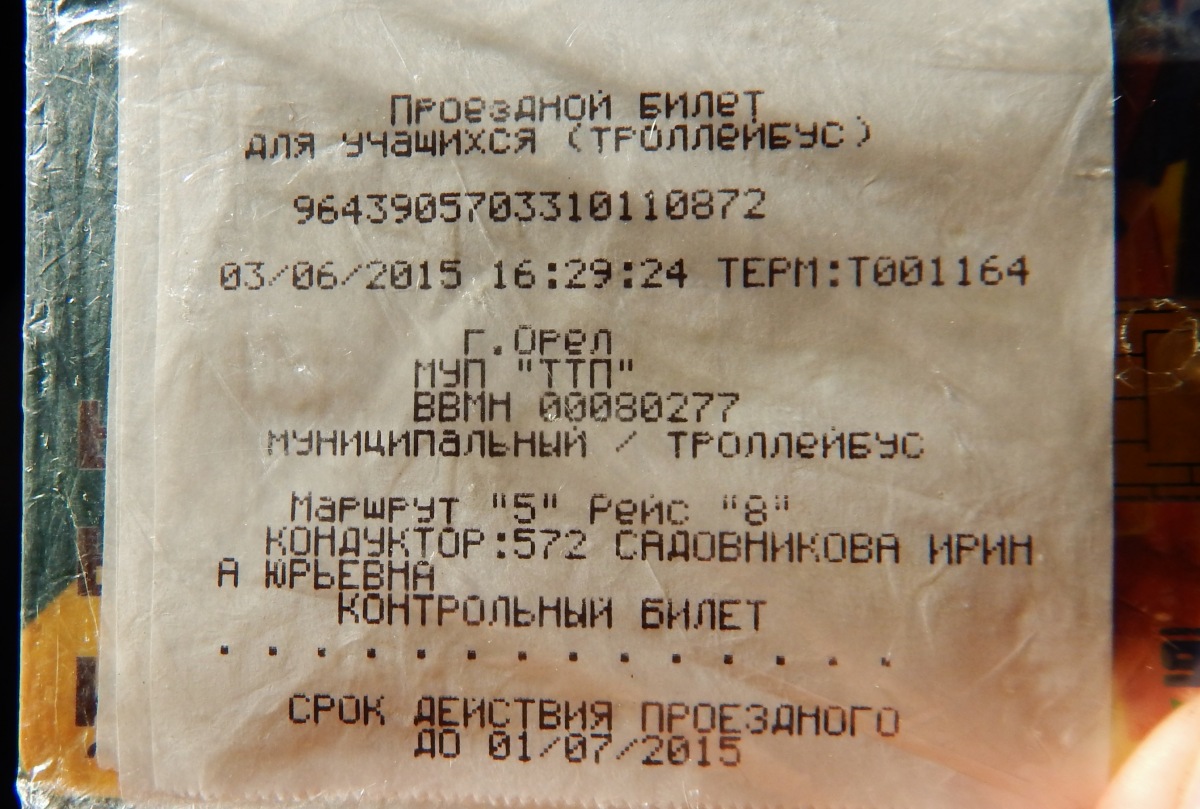 Проездной билет
для учащихся (троллейбус)
96439057033310110872
03/06/2015 16:29:24 ТЕРМ:Т001164
г.Орел
МУП "ТТП"
ВВМН 00080277
муниципальный / троллейбус
Маршрут "5" Рейс "8"
КОНДУКТОР:572 САДОВНИКОВА ИРИН
А ЮРЬЕВНА
КОНТРОЛЬНЫЙ БИЛЕТ
. . . . . . . . . . . . . . .
СРОК ДЕЙСТВИЯ ПРОЕЗДНОГО
ДО 01/07/2015